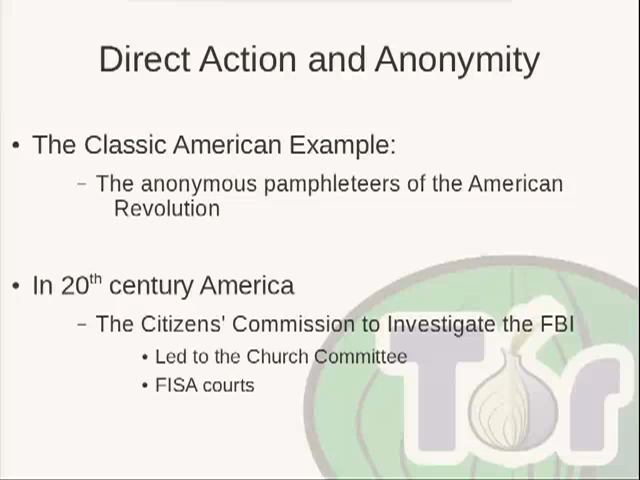 Direct Action and Anonymity
• The Classic American Example:
– The anonymous pamphleteers of the American
Revolution
• In 20th century America
– The Citizens' Commission to Investigate the FBI
• Led to the Church Committee
• FISA courts
Tor